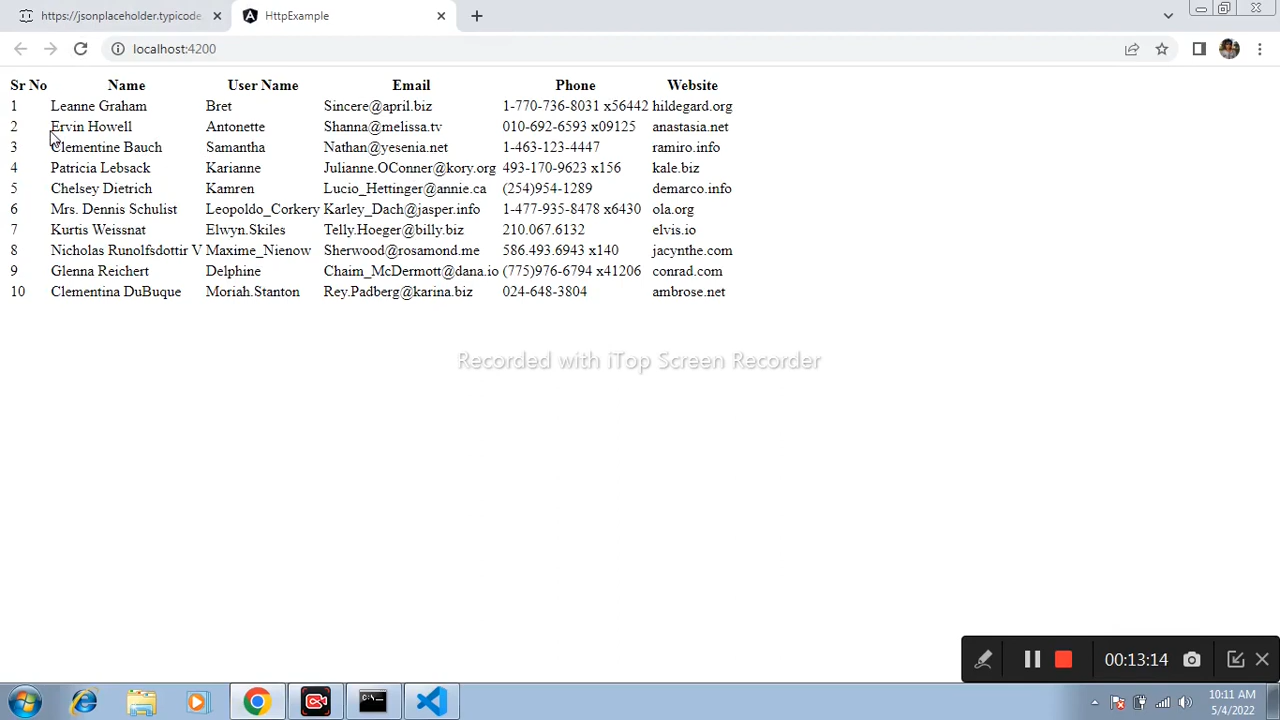 https://jsonplaceholder.typicode
HttpExample
localhost:4200
Sr No Name User Name Email Phone Website
1 Leanne Graham Bret Sincere@april.biz 1-770-736-8031 x56442 hildegard.org
2 Ervin Howell Antonette Shanna@melissa.tv 010-692-6593 x09125 anastasia.net
3 Clementine Bauch Samantha Nathan@yesenia.net 1-463-123-4447 ramiro.info
4 Patricia Lebsack Karianne Julianne.OConner@kory.org 493-170-9623 x156 kale.biz
5 Chelsey Dietrich Kamren Lucio_Hettinger@annie.ca (254)954-1289 demarco.info
6 Mrs. Dennis Schulist Leopoldo_Corkery Karley_Dach@jasper.info 1-477-935-8478 x6430 ola.org
7 Kurtis Weissnat Elwyn.Skiles Telly.Hoeger@billy.biz 210.067.6132 elvis.io
8 Nicholas Runolfsdottir V Maxime_Nienow Sherwood@rosamond.me 586.493.6943 x140 jacynthe.com
9 Glenna Reichert Delphine Chaim_McDermott@dana.io (775)976-6794 x41206 conrad.com
10 Clementina DuBuque Moriah.Stanton Rey.Padberg@karina.biz 024-648-3804 ambrose.net
Recorded with iTop Screen Recorder
00:13:14
10:11 AM
5/4/2022